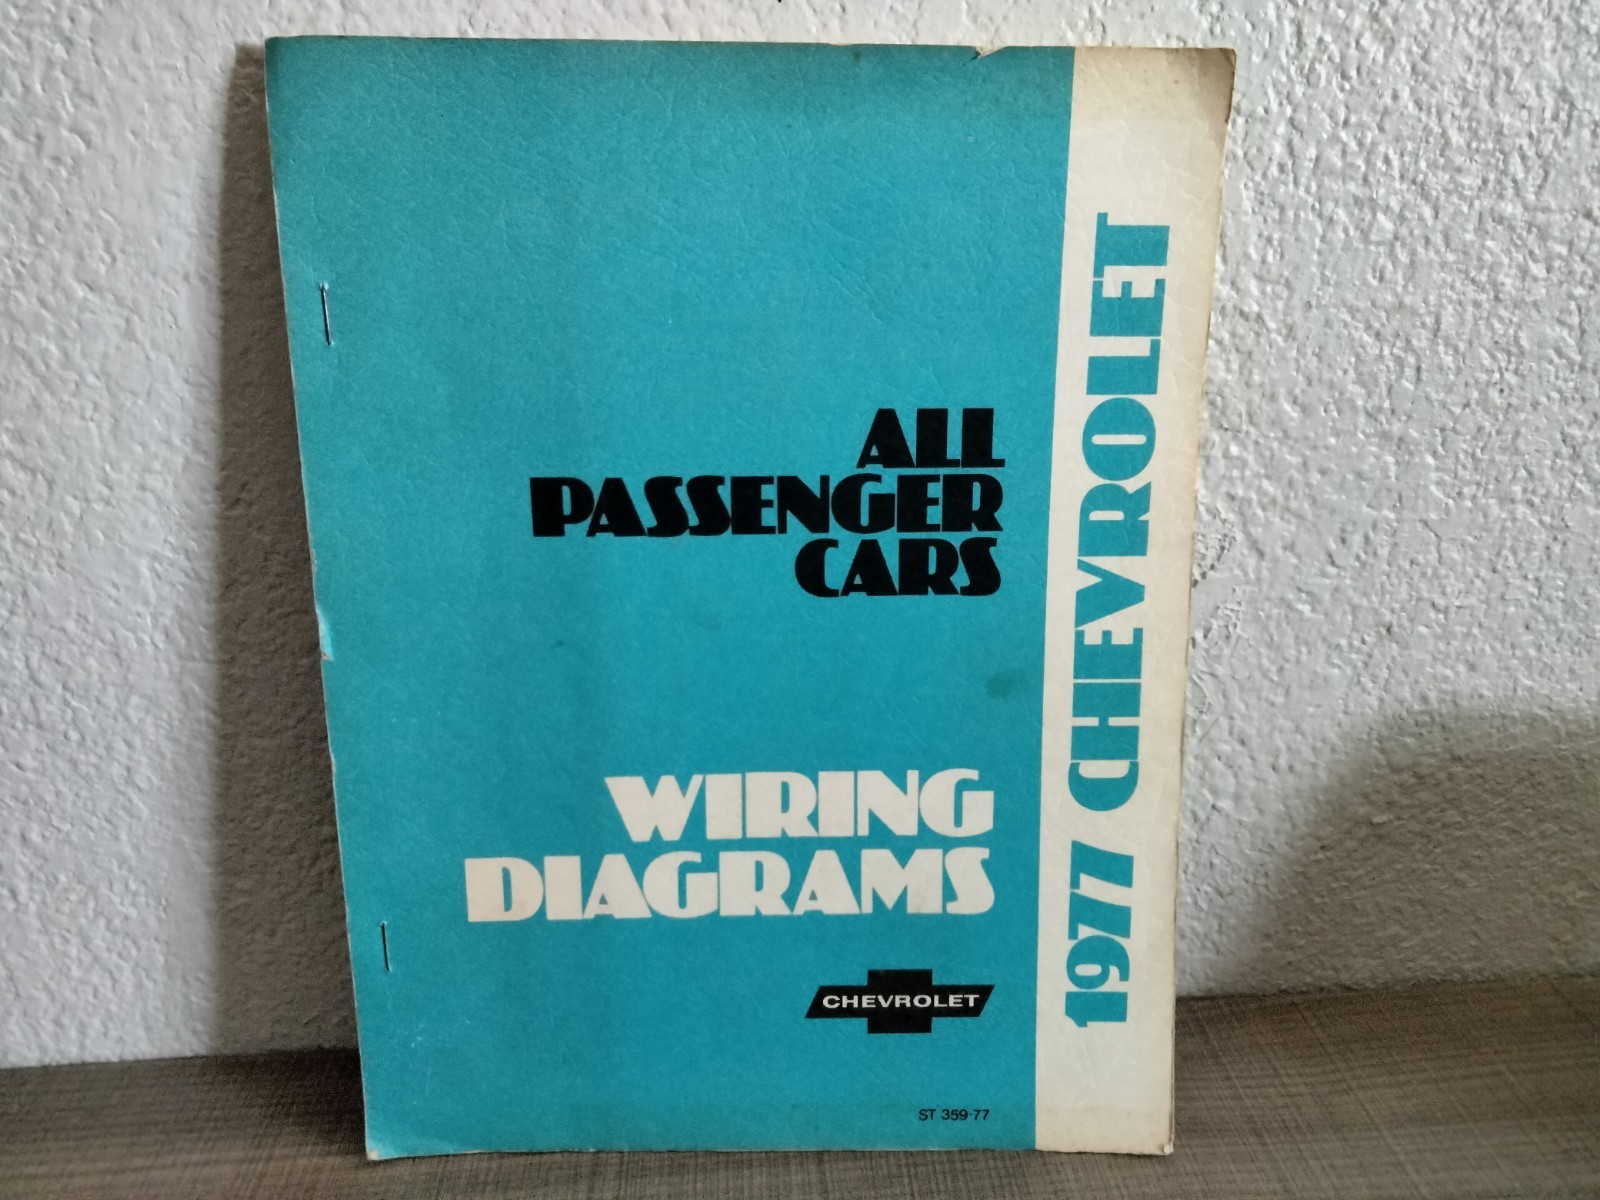 ALL
PASSENGER
CARS
WIRING
DIAGRAMS
CHEVROLET
ST 359-77
1977 CHEVROLET